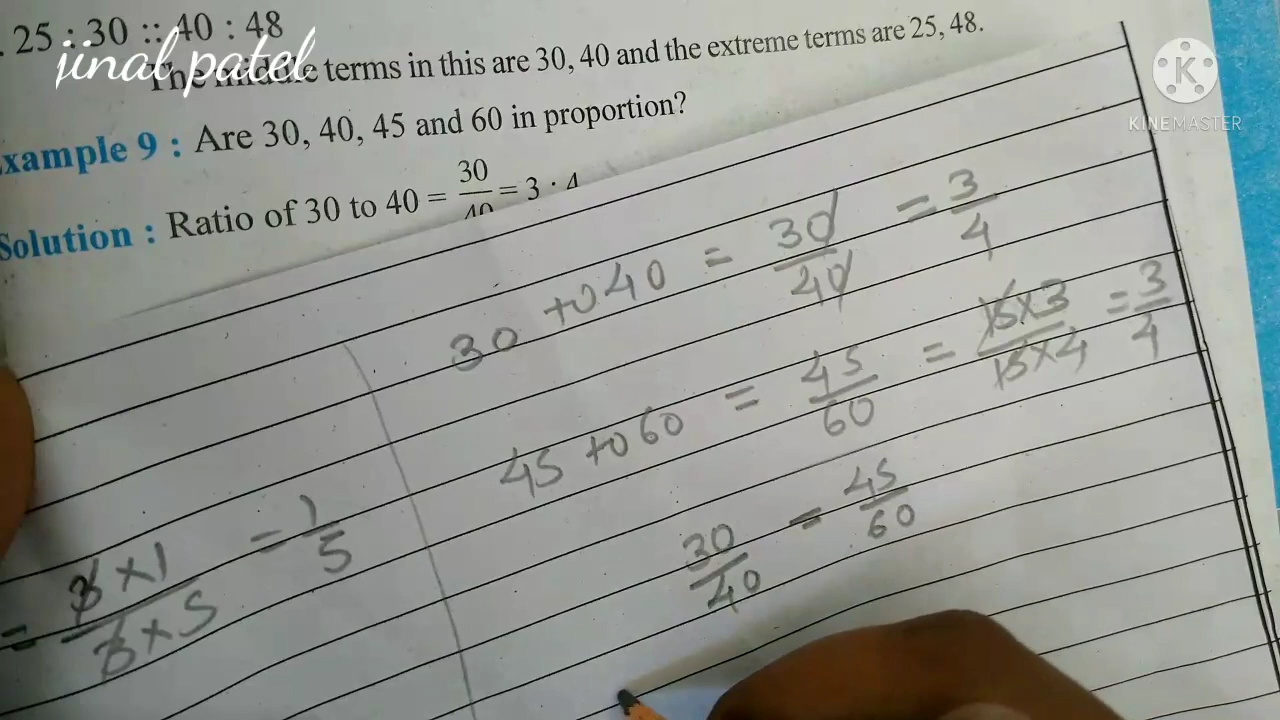 . 25 : 30 :: 40 : 48
jinal patel
The middle terms in this are 30, 40 and the extreme terms are 25, 48.
KINEMASTER
xample 9 : Are 30, 40, 45 and 60 in proportion?
Solution : Ratio of 30 to 40 = 30/40 = 3 : 4
30 to 40 = 30/40 = 3/4
45 to 60 = 45/60 = 15×3/15×4 = 3/4
30/40 = 45/60
= 3×1/3×5 = 1/5